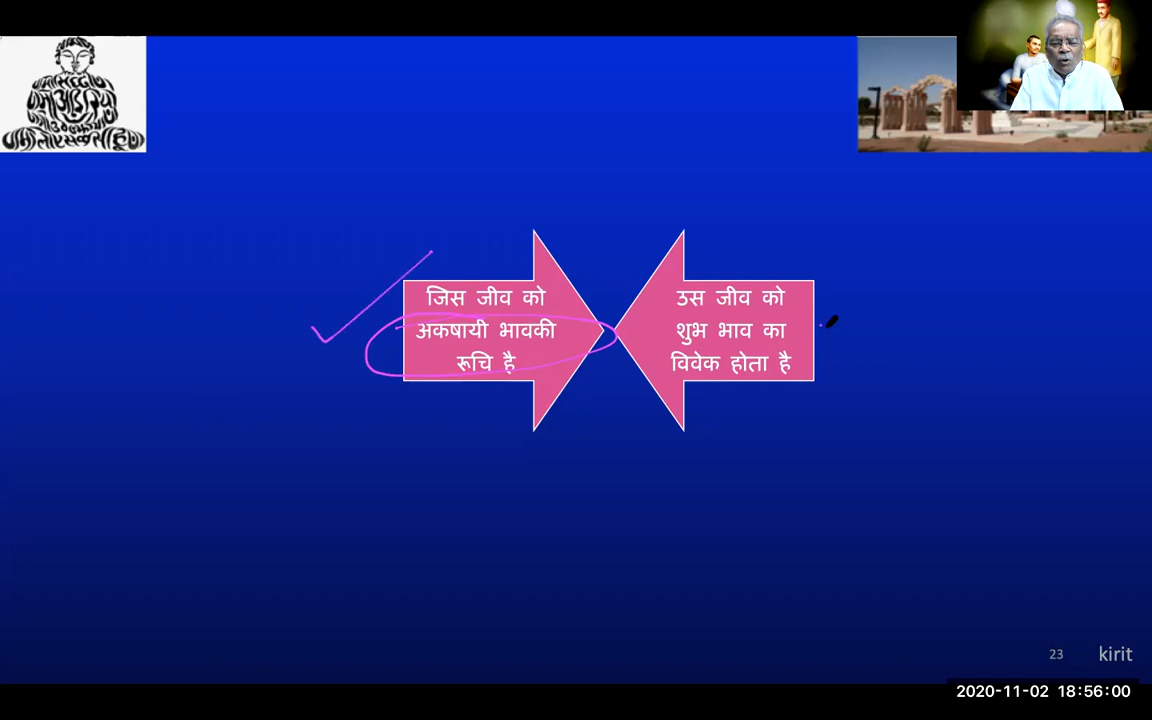 जिस जीव को
अकषायी भावकी
रूचि है
उस जीव को
शुभ भाव का
विवेक होता है
23
kirit
2020-11-02 18:56:00